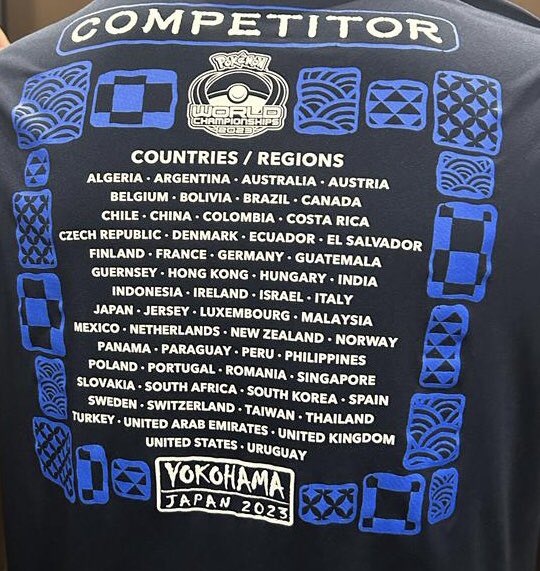 COMPETITOR
POKÉMON
WORLD
CHAMPIONSHIPS
2023
COUNTRIES / REGIONS
ALGERIA · ARGENTINA · AUSTRALIA · AUSTRIA
BELGIUM · BOLIVIA · BRAZIL · CANADA
CHILE · CHINA · COLOMBIA · COSTA RICA
CZECH REPUBLIC · DENMARK · ECUADOR · EL SALVADOR
FINLAND · FRANCE · GERMANY · GUATEMALA
GUERNSEY · HONG KONG · HUNGARY · INDIA
INDONESIA · IRELAND · ISRAEL · ITALY
JAPAN · JERSEY · LUXEMBOURG · MALAYSIA
MEXICO · NETHERLANDS · NEW ZEALAND · NORWAY
PANAMA · PARAGUAY · PERU · PHILIPPINES
POLAND · PORTUGAL · ROMANIA · SINGAPORE
SLOVAKIA · SOUTH AFRICA · SOUTH KOREA · SPAIN
SWEDEN · SWITZERLAND · TAIWAN · THAILAND
TURKEY · UNITED ARAB EMIRATES · UNITED KINGDOM
UNITED STATES · URUGUAY
YOKOHAMA
JAPAN 2023